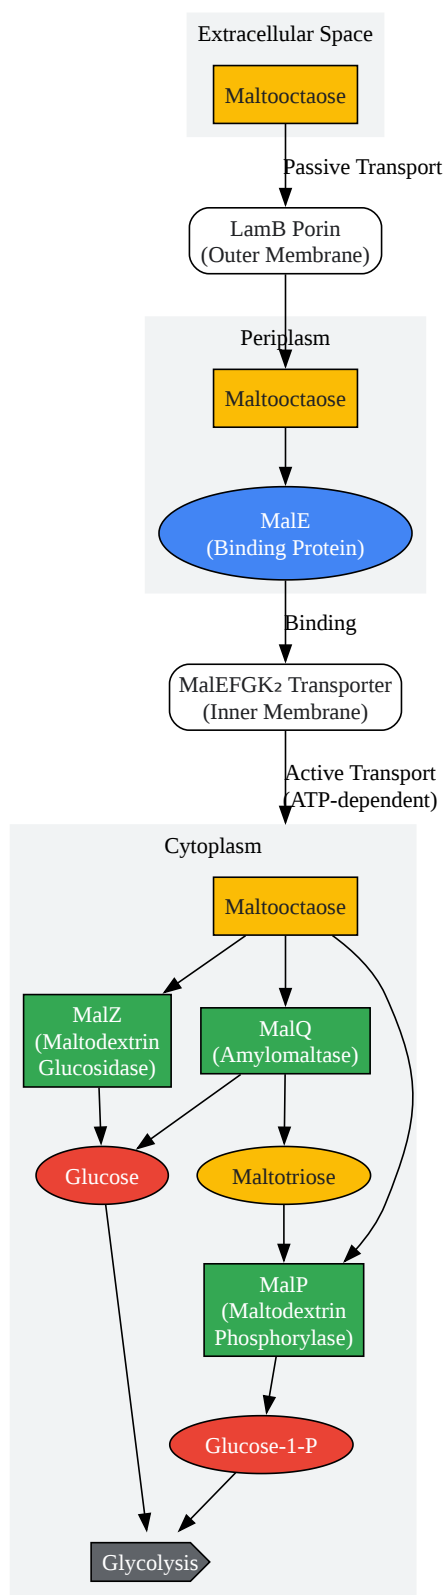 Extracellular Space
Maltooctaose
Passive Transport
LamB Porin
(Outer Membrane)
Periplasm
Maltooctaose
MalE
(Binding Protein)
Binding
MalEFGK₂ Transporter
(Inner Membrane)
Active Transport
(ATP-dependent)
Cytoplasm
Maltooctaose
MalZ
(Maltodextrin
Glucosidase)
MalQ
(Amylomaltase)
Glucose
Maltotriose
MalP
(Maltodextrin
Phosphorylase)
Glucose-1-P
Glycolysis